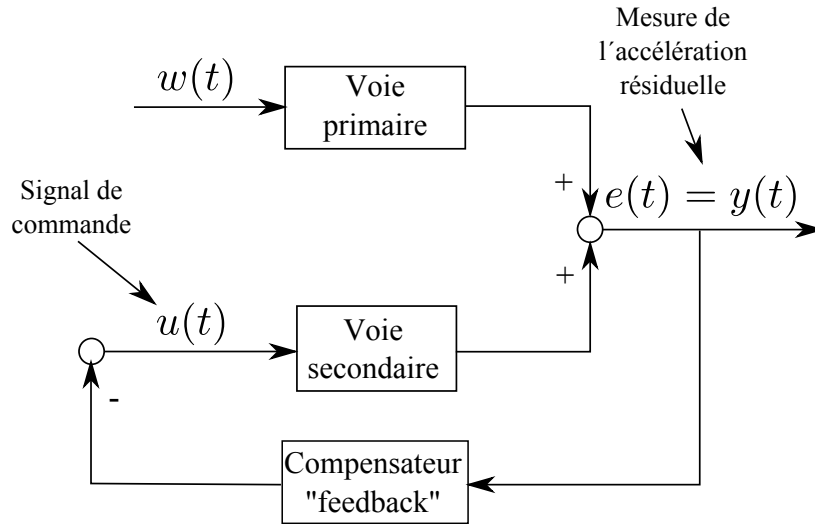 Mesure de
l´accélération
résiduelle
w(t)
Voie
primaire
+
e(t) = y(t)
Signal de
commande
+
u(t)
Voie
secondaire
-
Compensateur
"feedback"